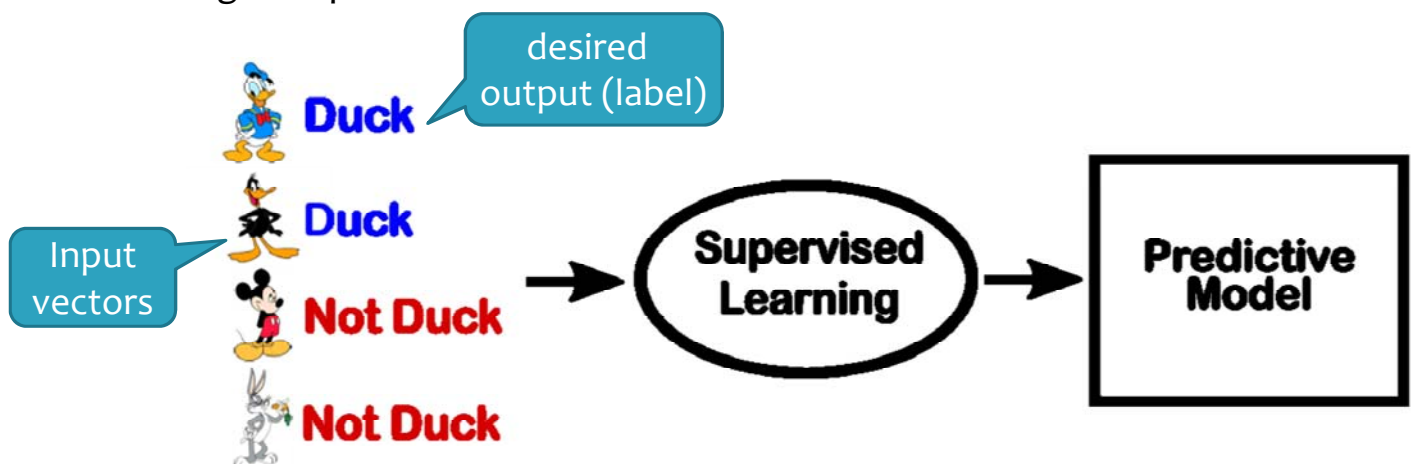 desired
output (label)
Duck
Duck
Input
vectors
Not Duck
Not Duck
Supervised
Learning
Predictive
Model